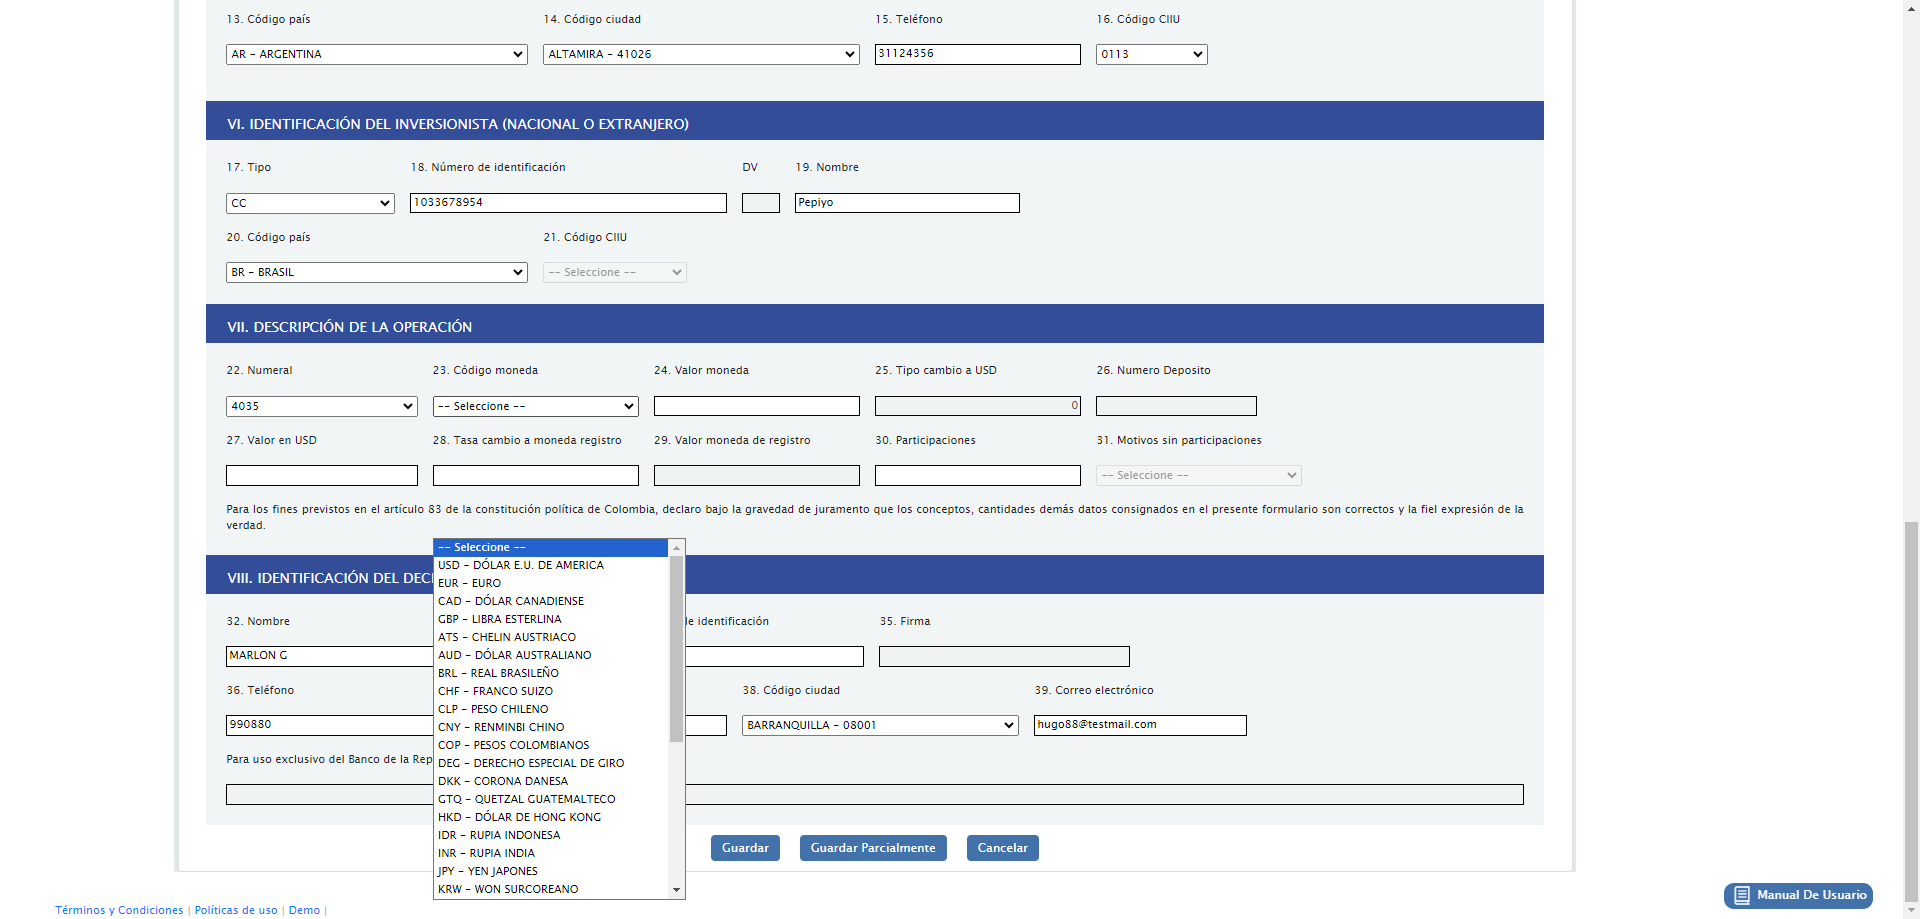 13. Código país 14. Código ciudad 15. Teléfono 16. Código CIIU
AR - ARGENTINA ALTAMIRA - 41026 31124356 0113
VI. IDENTIFICACIÓN DEL INVERSIONISTA (NACIONAL O EXTRANJERO)
17. Tipo 18. Número de identificación DV 19. Nombre
CC 1033678954 Pepiyo
20. Código país 21. Código CIIU
BR - BRASIL -- Seleccione --
VII. DESCRIPCIÓN DE LA OPERACIÓN
22. Numeral 23. Código moneda 24. Valor moneda 25. Tipo cambio a USD 26. Numero Deposito
4035 -- Seleccione -- 0
27. Valor en USD 28. Tasa cambio a moneda registro 29. Valor moneda de registro 30. Participaciones 31. Motivos sin participaciones
-- Seleccione --
Para los fines previstos en el artículo 83 de la constitución política de Colombia, declaro bajo la gravedad de juramento que los conceptos, cantidades demás datos consignados en el presente formulario son correctos y la fiel expresión de la
verdad.
-- Seleccione --
USD - DÓLAR E.U. DE AMERICA
EUR - EURO
CAD - DÓLAR CANADIENSE
GBP - LIBRA ESTERLINA
ATS - CHELIN AUSTRIACO
AUD - DÓLAR AUSTRALIANO
BRL - REAL BRASILEÑO
CHF - FRANCO SUIZO
CLP - PESO CHILENO
CNY - RENMINBI CHINO
COP - PESOS COLOMBIANOS
DEG - DERECHO ESPECIAL DE GIRO
DKK - CORONA DANESA
GTQ - QUETZAL GUATEMALTECO
HKD - DÓLAR DE HONG KONG
IDR - RUPIA INDONESA
INR - RUPIA INDIA
JPY - YEN JAPONES
KRW - WON SURCOREANO
VIII. IDENTIFICACIÓN DEL DEC
32. Nombre de identificación 35. Firma
MARLON G
36. Teléfono 38. Código ciudad 39. Correo electrónico
990880 BARRANQUILLA - 08001 hugo88@testmail.com
Para uso exclusivo del Banco de la Rep
Guardar Guardar Parcialmente Cancelar
Manual De Usuario
Términos y Condiciones | Políticas de uso | Demo |